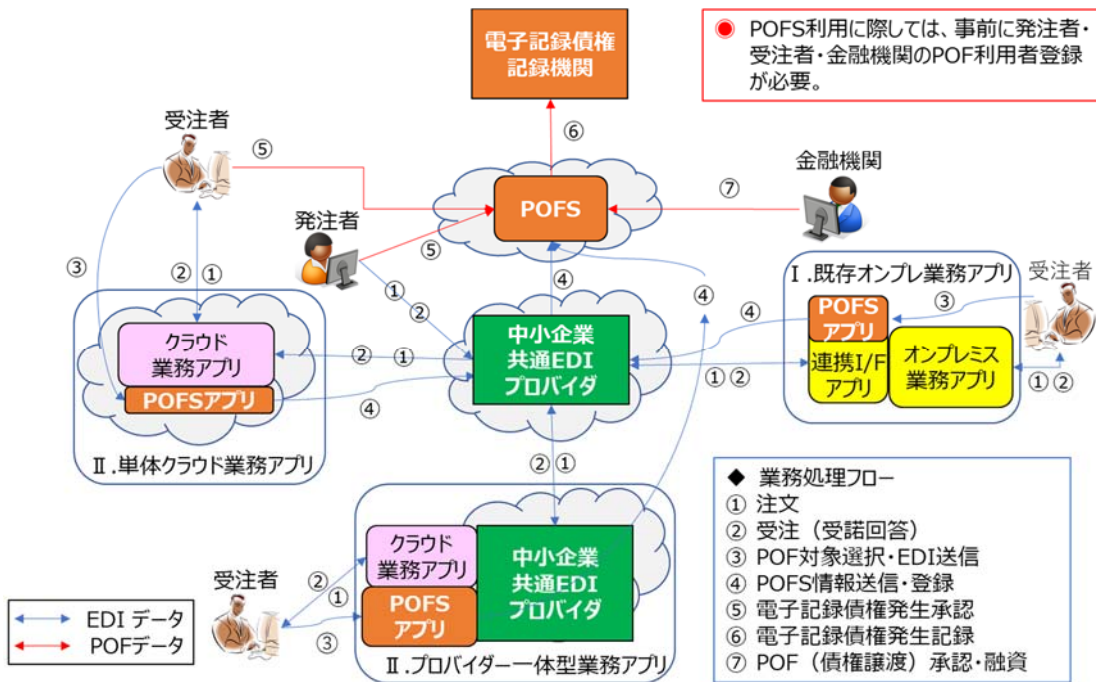 電子記録債権
記録機関
POFS利用に際しては、事前に発注者・
受注者・金融機関のPOF利用者登録
が必要。
受注者
⑤
⑥
金融機関
POFS
⑦
発注者
⑤
③
② ①
①
②
④
④
Ⅰ.既存オンプレ業務アプリ
受注者
POFS
アプリ
③
連携I/F
アプリ
オンプレミス
業務アプリ
① ②
クラウド
業務アプリ
POFSアプリ
② ①
④
中小企業
共通EDI
プロバイダ
④
① ②
Ⅱ.単体クラウド業務アプリ
② ①
クラウド
業務アプリ
POFS
アプリ
中小企業
共通EDI
プロバイダ
受注者
②
①
③
Ⅱ.プロバイダー一体型業務アプリ
EDI データ
POFデータ
◆ 業務処理フロー
① 注文
② 受注（受諾回答）
③ POF対象選択・EDI送信
④ POFS情報送信・登録
⑤ 電子記録債権発生承認
⑥ 電子記録債権発生記録
⑦ POF（債権譲渡）承認・融資